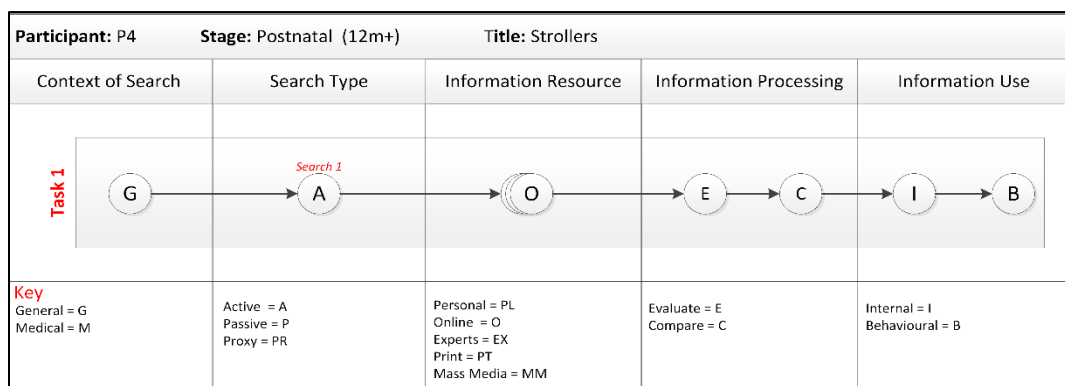 Participant: P4 Stage: Postnatal (12m+) Title: Strollers
Context of Search Search Type Information Resource Information Processing Information Use
Task 1
Search 1
G A O E C I B
Key
General = G
Medical = M
Active = A
Passive = P
Proxy = PR
Personal = PL
Online = O
Experts = EX
Print = PT
Mass Media = MM
Evaluate = E
Compare = C
Internal = I
Behavioural = B